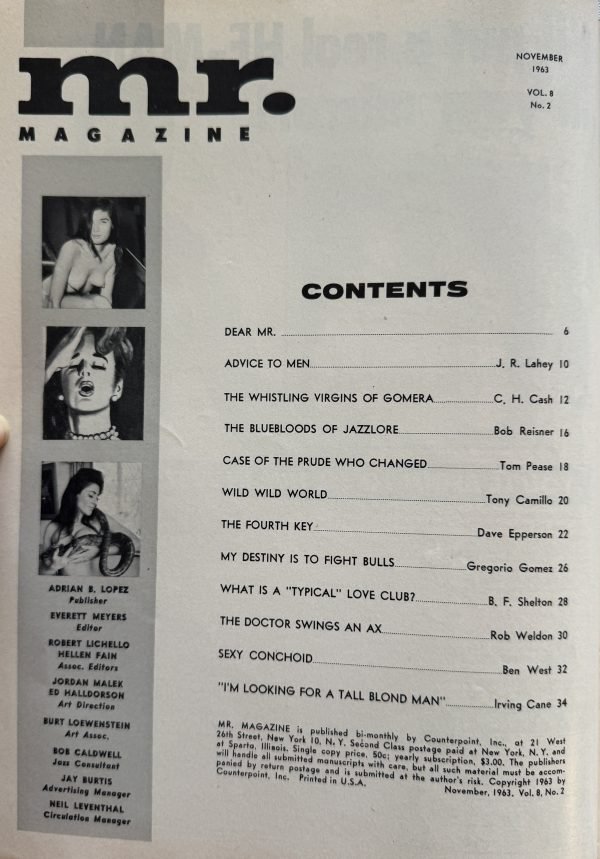 mr.
MAGAZINE
NOVEMBER
1963
VOL. 8
No. 2
CONTENTS
DEAR MR. 6
ADVICE TO MEN J. R. Lahey 10
THE WHISTLING VIRGINS OF GOMERA C. H. Cash 12
THE BLUEBLOODS OF JAZZLORE Bob Reisner 16
CASE OF THE PRUDE WHO CHANGED Tom Pease 18
WILD WILD WORLD Tony Camillo 20
THE FOURTH KEY Dave Epperson 22
MY DESTINY IS TO FIGHT BULLS Gregorio Gomez 26
WHAT IS A "TYPICAL" LOVE CLUB? B. F. Shelton 28
THE DOCTOR SWINGS AN AX Rob Weldon 30
SEXY CONCHOID Ben West 32
"I'M LOOKING FOR A TALL BLOND MAN" Irving Cane 34
ADRIAN B. LOPEZ
Publisher
EVERETT MEYERS
Editor
ROBERT LICHELLO
HELLEN FAIN
Assoc. Editors
JORDAN MALEK
ED HALLDORSON
Art Direction
BURT LOEWENSTEIN
Art Assoc.
BOB CALDWELL
Jazz Consultant
JAY BURTIS
Advertising Manager
NEIL LEVENTHAL
Circulation Manager
MR. MAGAZINE is published bi-monthly by Counterpoint, Inc., at 21 West
26th Street, New York 10, N. Y. Second Class postage paid at New York, N. Y. and
at Sparta, Illinois. Single copy price, 50c; yearly subscription, $3.00. The publishers
will handle all submitted manuscripts with care, but all such material must be accom-
panied by return postage and is submitted at the author's risk. Copyright 1963 by
Counterpoint, Inc. Printed in U.S.A. November, 1963. Vol. 8, No. 2